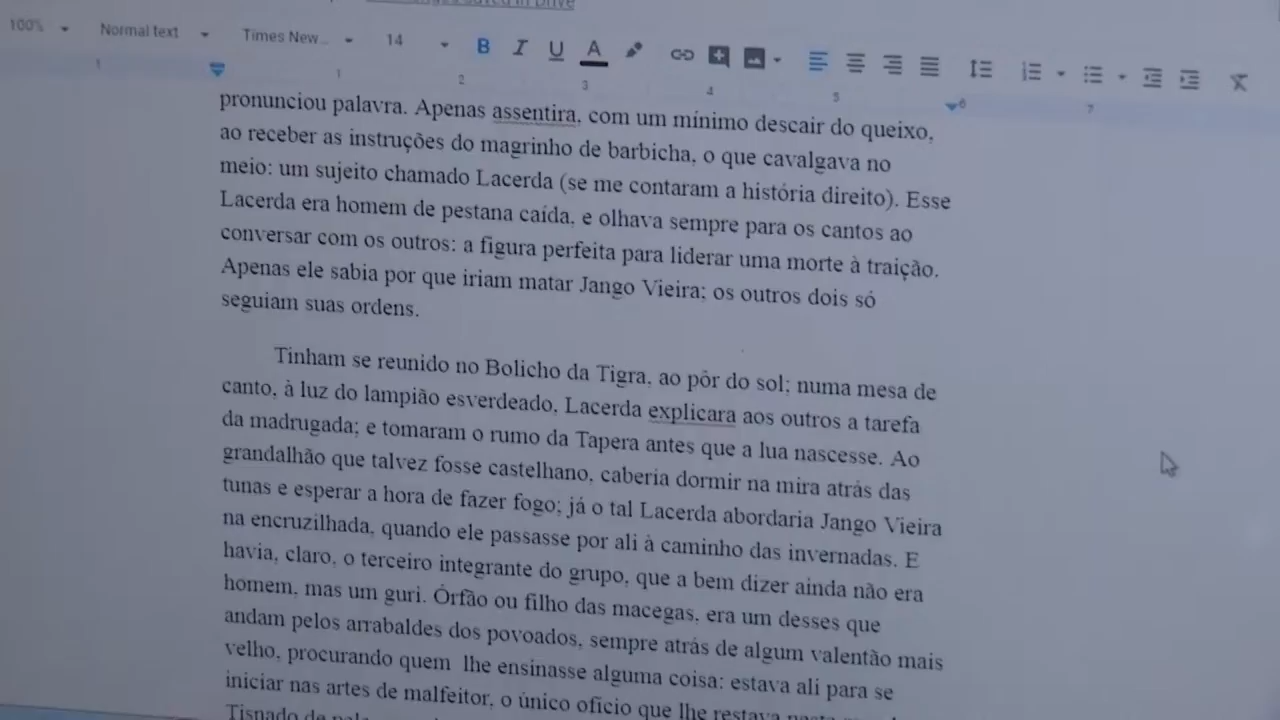 100% Normal text Times New... 14 B I U A
1 1 2 3 4 5 6 7
pronunciou palavra. Apenas assentira, com um mínimo descair do queixo,
ao receber as instruções do magrinho de barbicha, o que cavalgava no
meio: um sujeito chamado Lacerda (se me contaram a história direito). Esse
Lacerda era homem de pestana caída, e olhava sempre para os cantos ao
conversar com os outros: a figura perfeita para liderar uma morte à traição.
Apenas ele sabia por que iriam matar Jango Vieira; os outros dois só
seguiam suas ordens.
Tinham se reunido no Bolicho da Tigra, ao pôr do sol; numa mesa de
canto, à luz do lampião esverdeado, Lacerda explicara aos outros a tarefa
da madrugada; e tomaram o rumo da Tapera antes que a lua nascesse. Ao
grandalhão que talvez fosse castelhano, caberia dormir na mira atrás das
tunas e esperar a hora de fazer fogo; já o tal Lacerda abordaria Jango Vieira
na encruzilhada, quando ele passasse por ali à caminho das invernadas. E
havia, claro, o terceiro integrante do grupo, que a bem dizer ainda não era
homem, mas um guri. Órfão ou filho das macegas, era um desses que
andam pelos arrabaldes dos povoados, sempre atrás de algum valentão mais
velho, procurando quem lhe ensinasse alguma coisa: estava ali para se
iniciar nas artes de malfeitor, o único ofício que lhe restava
Tisnado de